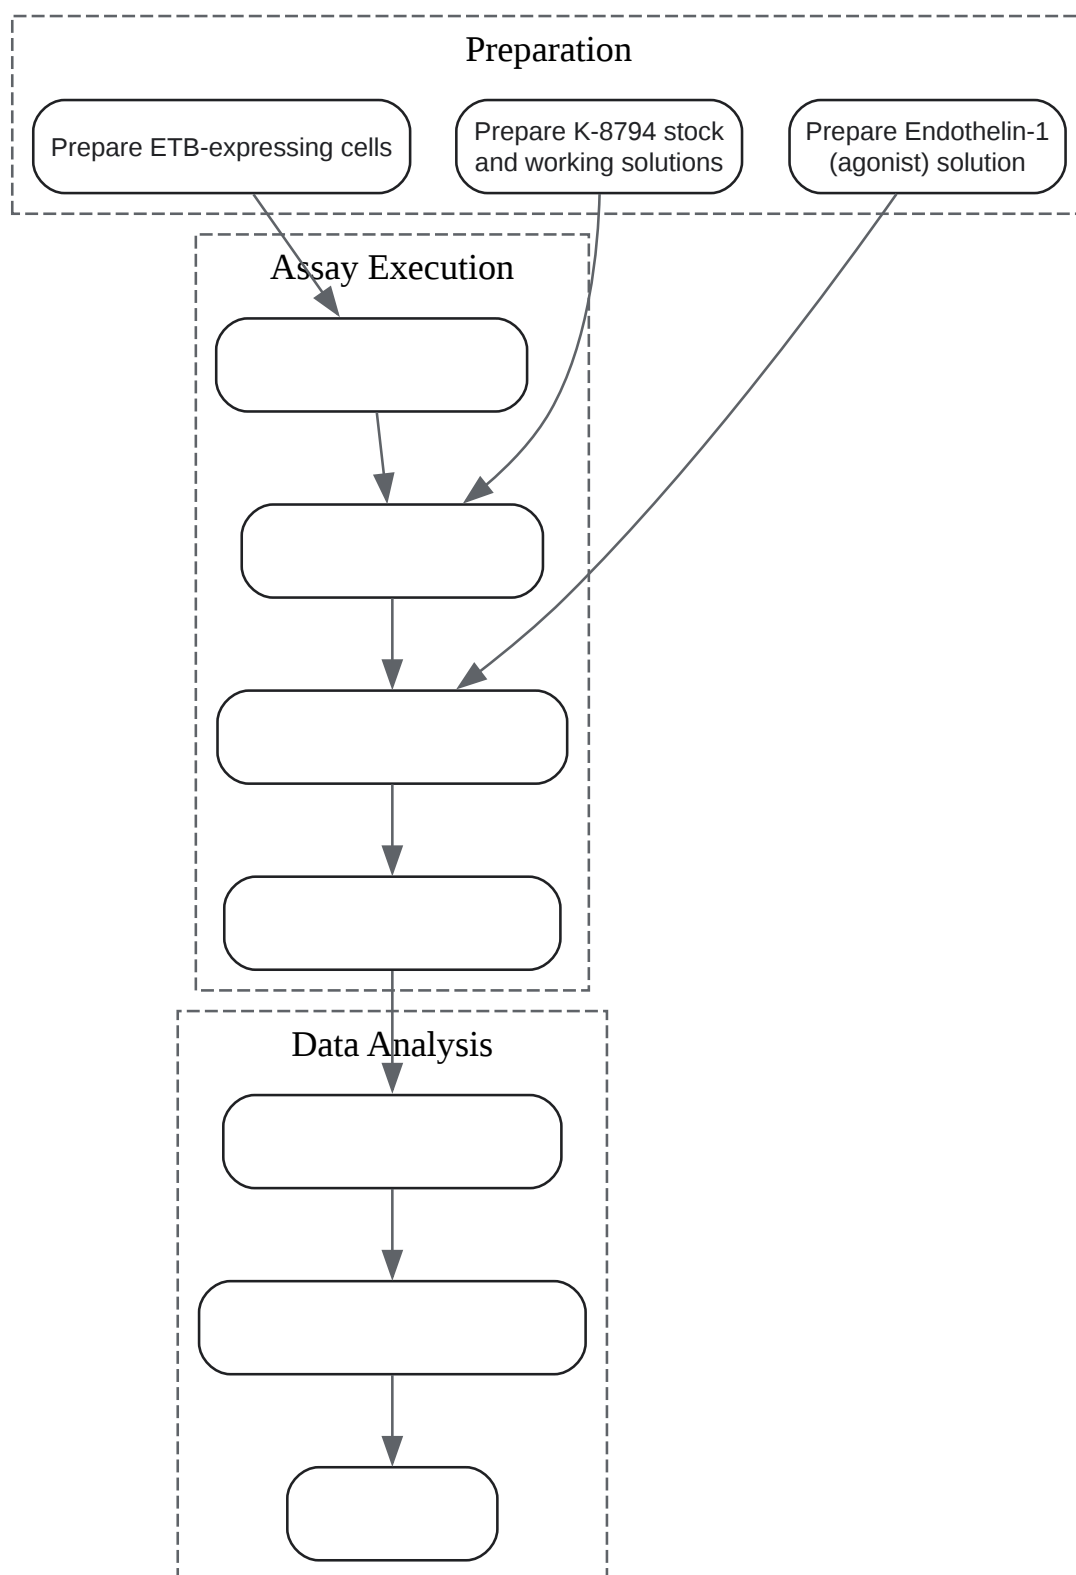 Preparation
Prepare ETB-expressing cells
Prepare K-8794 stock
and working solutions
Prepare Endothelin-1
(agonist) solution
Assay Execution
Data Analysis